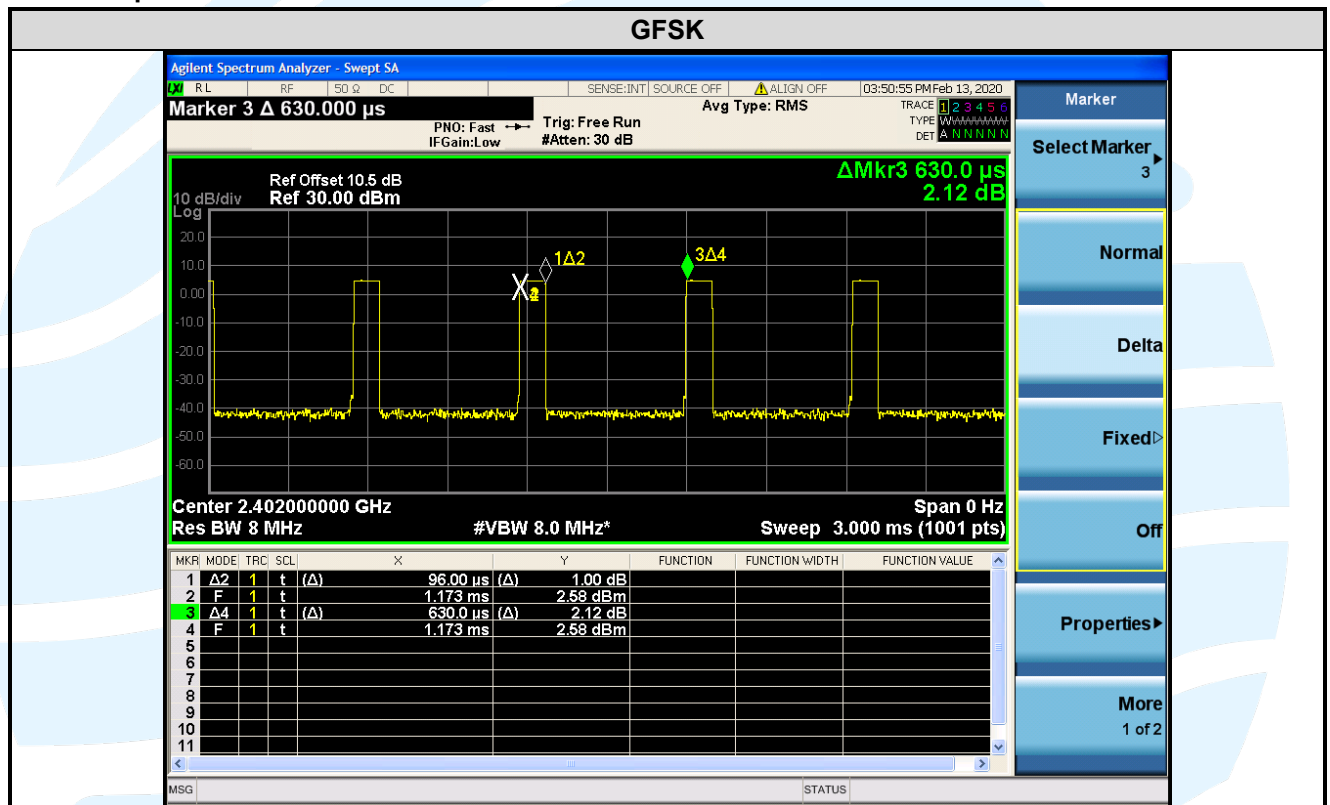 GFSK
Agilent Spectrum Analyzer - Swept SA
LXI RL RF 50 Ω DC SENSE:INT SOURCE OFF ALIGN OFF 03:50:55 PM Feb 13, 2020
Marker 3 Δ 630.000 µs
Avg Type: RMS
TRACE 1 2 3 4 5 6
TYPE WWWWWW
DET A N N N N N
PNO: Fast
IFGain:Low
Trig: Free Run
#Atten: 30 dB
ΔMkr3 630.0 µs
2.12 dB
Ref Offset 10.5 dB
Ref 30.00 dBm
10 dB/div
Log
20.0
10.0
0.00
-10.0
-20.0
-30.0
-40.0
-50.0
-60.0
1Δ2
3Δ4
Center 2.402000000 GHz Span 0 Hz
Res BW 8 MHz #VBW 8.0 MHz* Sweep 3.000 ms (1001 pts)
MKR MODE TRC SCL X Y FUNCTION FUNCTION WIDTH FUNCTION VALUE
1 Δ2 1 t (Δ) 96.00 µs (Δ) 1.00 dB
2 F 1 t 1.173 ms 2.58 dBm
3 Δ4 1 t (Δ) 630.0 µs (Δ) 2.12 dB
4 F 1 t 1.173 ms 2.58 dBm
5
6
7
8
9
10
11
MSG STATUS
Marker
Select Marker
3
Normal
Delta
Fixed
Off
Properties
More
1 of 2